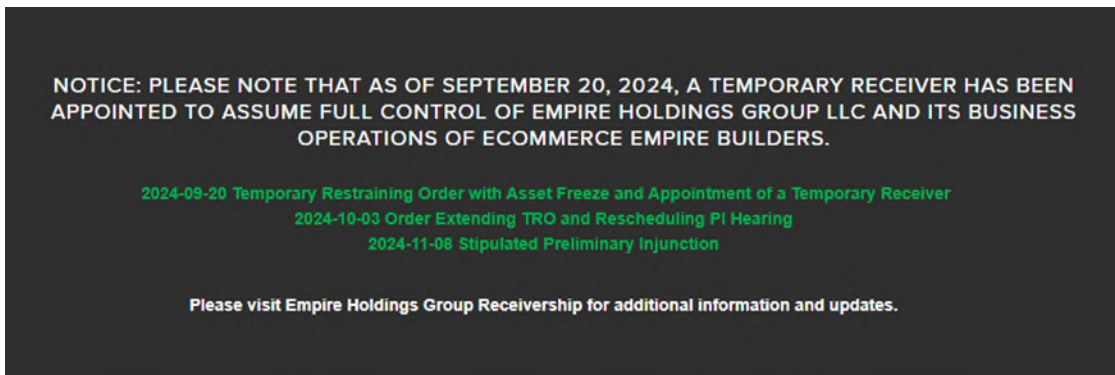 NOTICE: PLEASE NOTE THAT AS OF SEPTEMBER 20, 2024, A TEMPORARY RECEIVER HAS BEEN
APPOINTED TO ASSUME FULL CONTROL OF EMPIRE HOLDINGS GROUP LLC AND ITS BUSINESS
OPERATIONS OF ECOMMERCE EMPIRE BUILDERS.
2024-09-20 Temporary Restraining Order with Asset Freeze and Appointment of a Temporary Receiver
2024-10-03 Order Extending TRO and Rescheduling PI Hearing
2024-11-08 Stipulated Preliminary Injunction
Please visit Empire Holdings Group Receivership for additional information and updates.